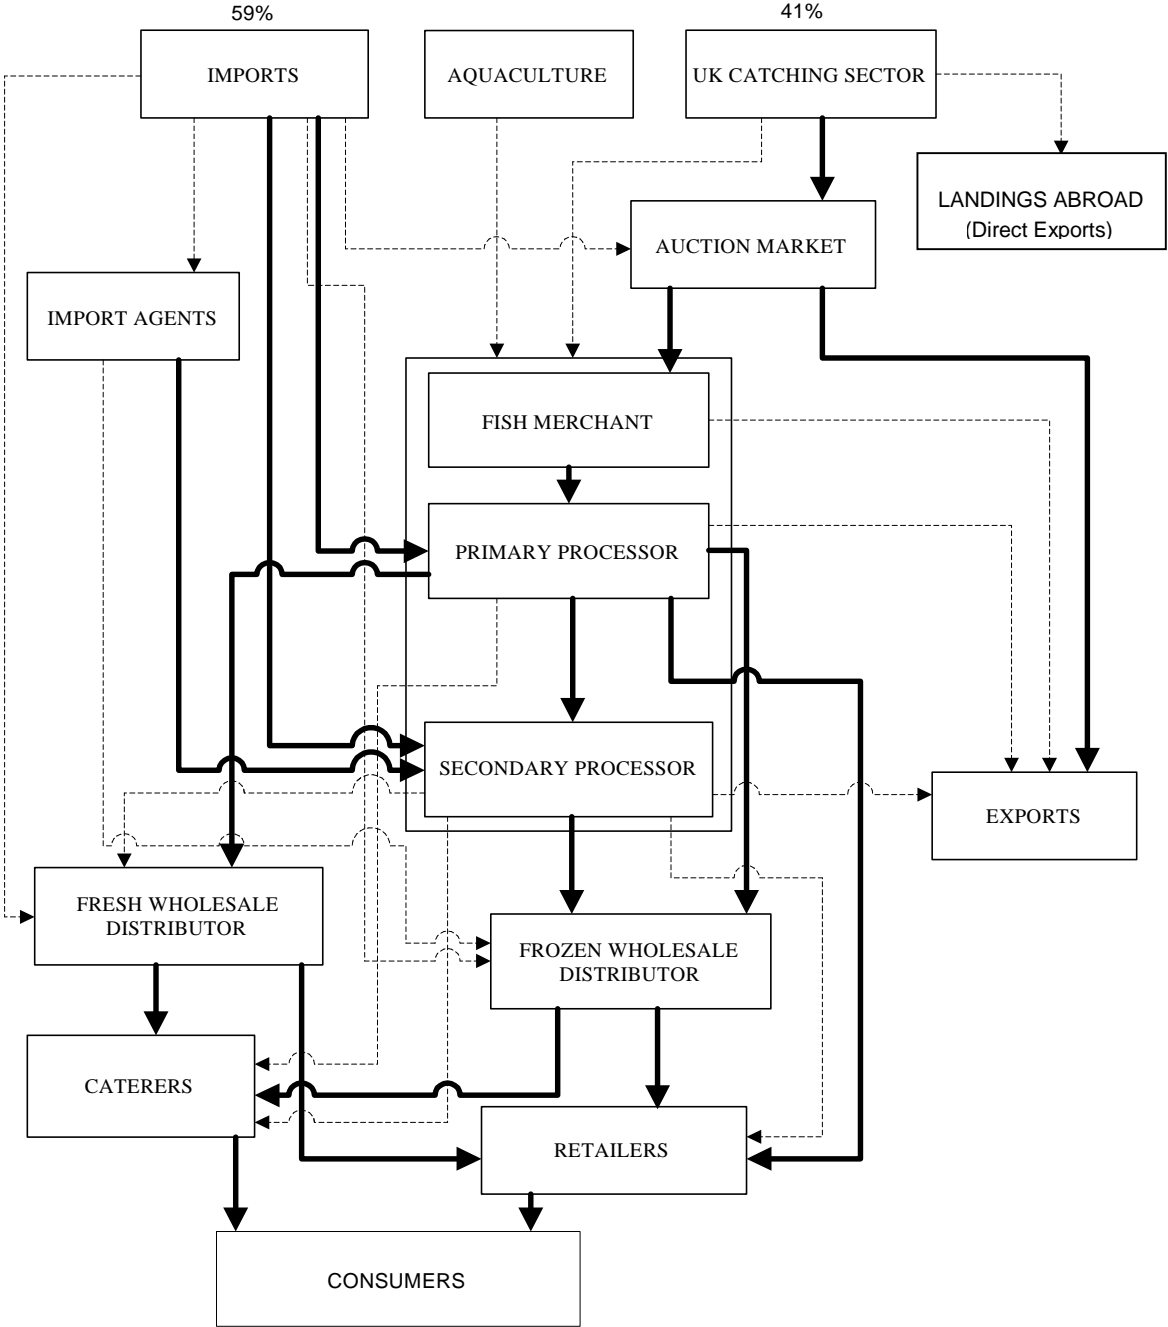 59%
41%
IMPORTS
AQUACULTURE
UK CATCHING SECTOR
LANDINGS ABROAD
(Direct Exports)
AUCTION MARKET
IMPORT AGENTS
FISH MERCHANT
PRIMARY PROCESSOR
SECONDARY PROCESSOR
EXPORTS
FRESH WHOLESALE
DISTRIBUTOR
FROZEN WHOLESALE
DISTRIBUTOR
CATERERS
RETAILERS
CONSUMERS